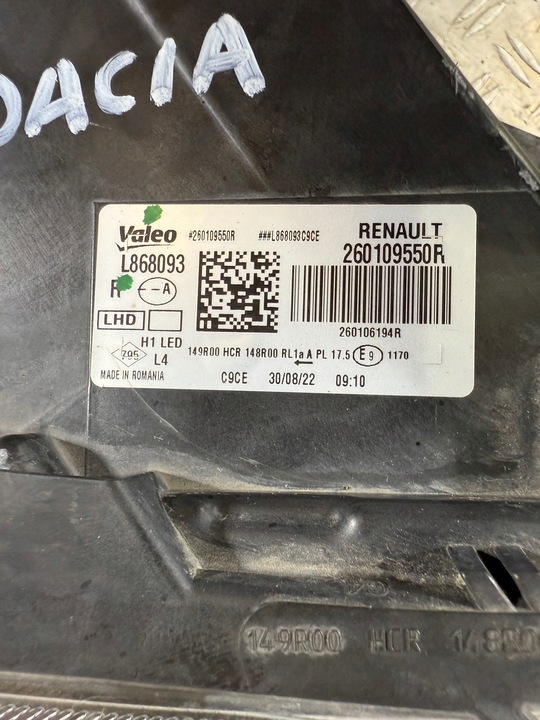 DACIA
Valeo #260109550R ###L868093C9CE RENAULT
L868093 260109550R
R --A
LHD
260106194R
H1 LED 149R00 HCR 148R00 RL1a A PL 17.5 E9 1170
795 L4 ←
MADE IN ROMANIA C9CE 30/08/22 09:10
149R00 HCR 148R0